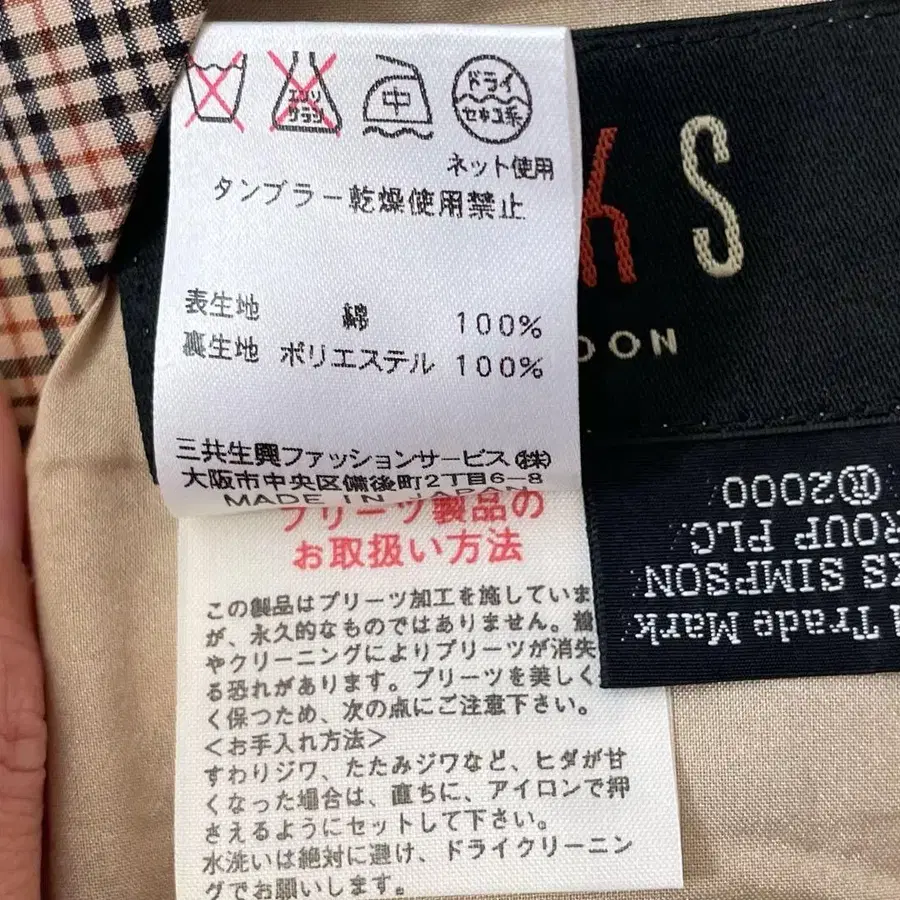 エンソ
サラシ
中
ドライ
セキユ系
ネット使用
タンブラー乾燥使用禁止
表生地 綿 100%
裏生地 ポリエステル 100%
三共生興ファッションサービス(株)
大阪市中央区備後町2丁目6-8
MADE IN JAPAN
プリーツ製品の
お取扱い方法
この製品はプリーツ加工を施していま
が、永久的なものではありません。着
やクリーニングによりプリーツが消失
る恐れがあります。プリーツを美しく
く保つため、次の点にご注意下さい。
<お手入れ方法>
すわりジワ、たたみジワなど、ヒダが甘
くなった場合は、直ちに、アイロンで押
さえるようにセットして下さい。
水洗いは絶対に避け、ドライクリーニン
グでお願いします。
KS
DON
Trade Mark
KS SIMPSON
ROUP PLC.
®2000